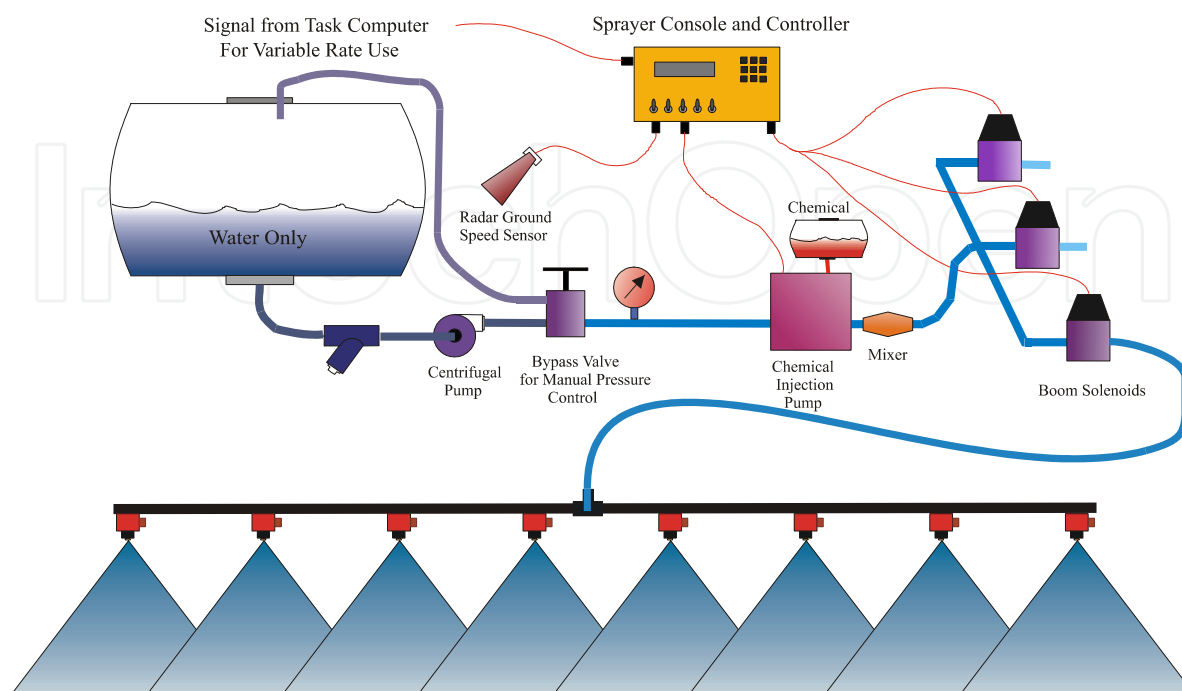 Signal from Task Computer
For Variable Rate Use
Sprayer Console and Controller
Water Only
Radar Ground
Speed Sensor
Chemical
Centrifugal
Pump
Bypass Valve
for Manual Pressure
Control
Chemical
Injection
Pump
Mixer
Boom Solenoids
IntechOpen